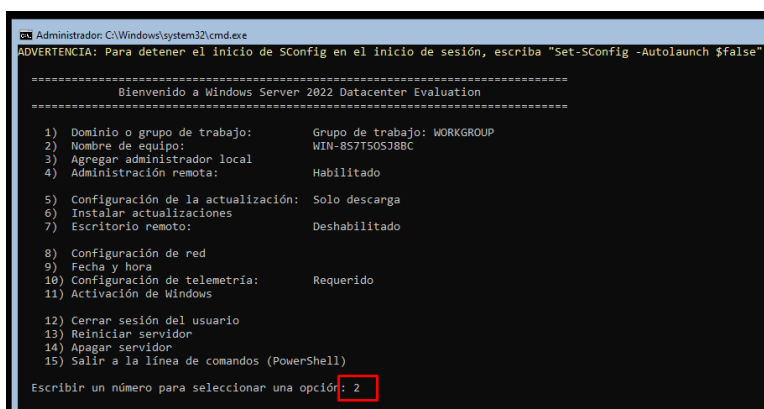 Administrador: C:\Windows\system32\cmd.exe
ADVERTENCIA: Para detener el inicio de SConfig en el inicio de sesión, escriba "Set-SConfig -Autolaunch $false"
================================================================================
Bienvenido a Windows Server 2022 Datacenter Evaluation
================================================================================
1) Dominio o grupo de trabajo: Grupo de trabajo: WORKGROUP
2) Nombre de equipo: WIN-8S7T5OSJ8BC
3) Agregar administrador local
4) Administración remota: Habilitado
5) Configuración de la actualización: Solo descarga
6) Instalar actualizaciones
7) Escritorio remoto: Deshabilitado
8) Configuración de red
9) Fecha y hora
10) Configuración de telemetría: Requerido
11) Activación de Windows
12) Cerrar sesión del usuario
13) Reiniciar servidor
14) Apagar servidor
15) Salir a la línea de comandos (PowerShell)
Escribir un número para seleccionar una opción: 2